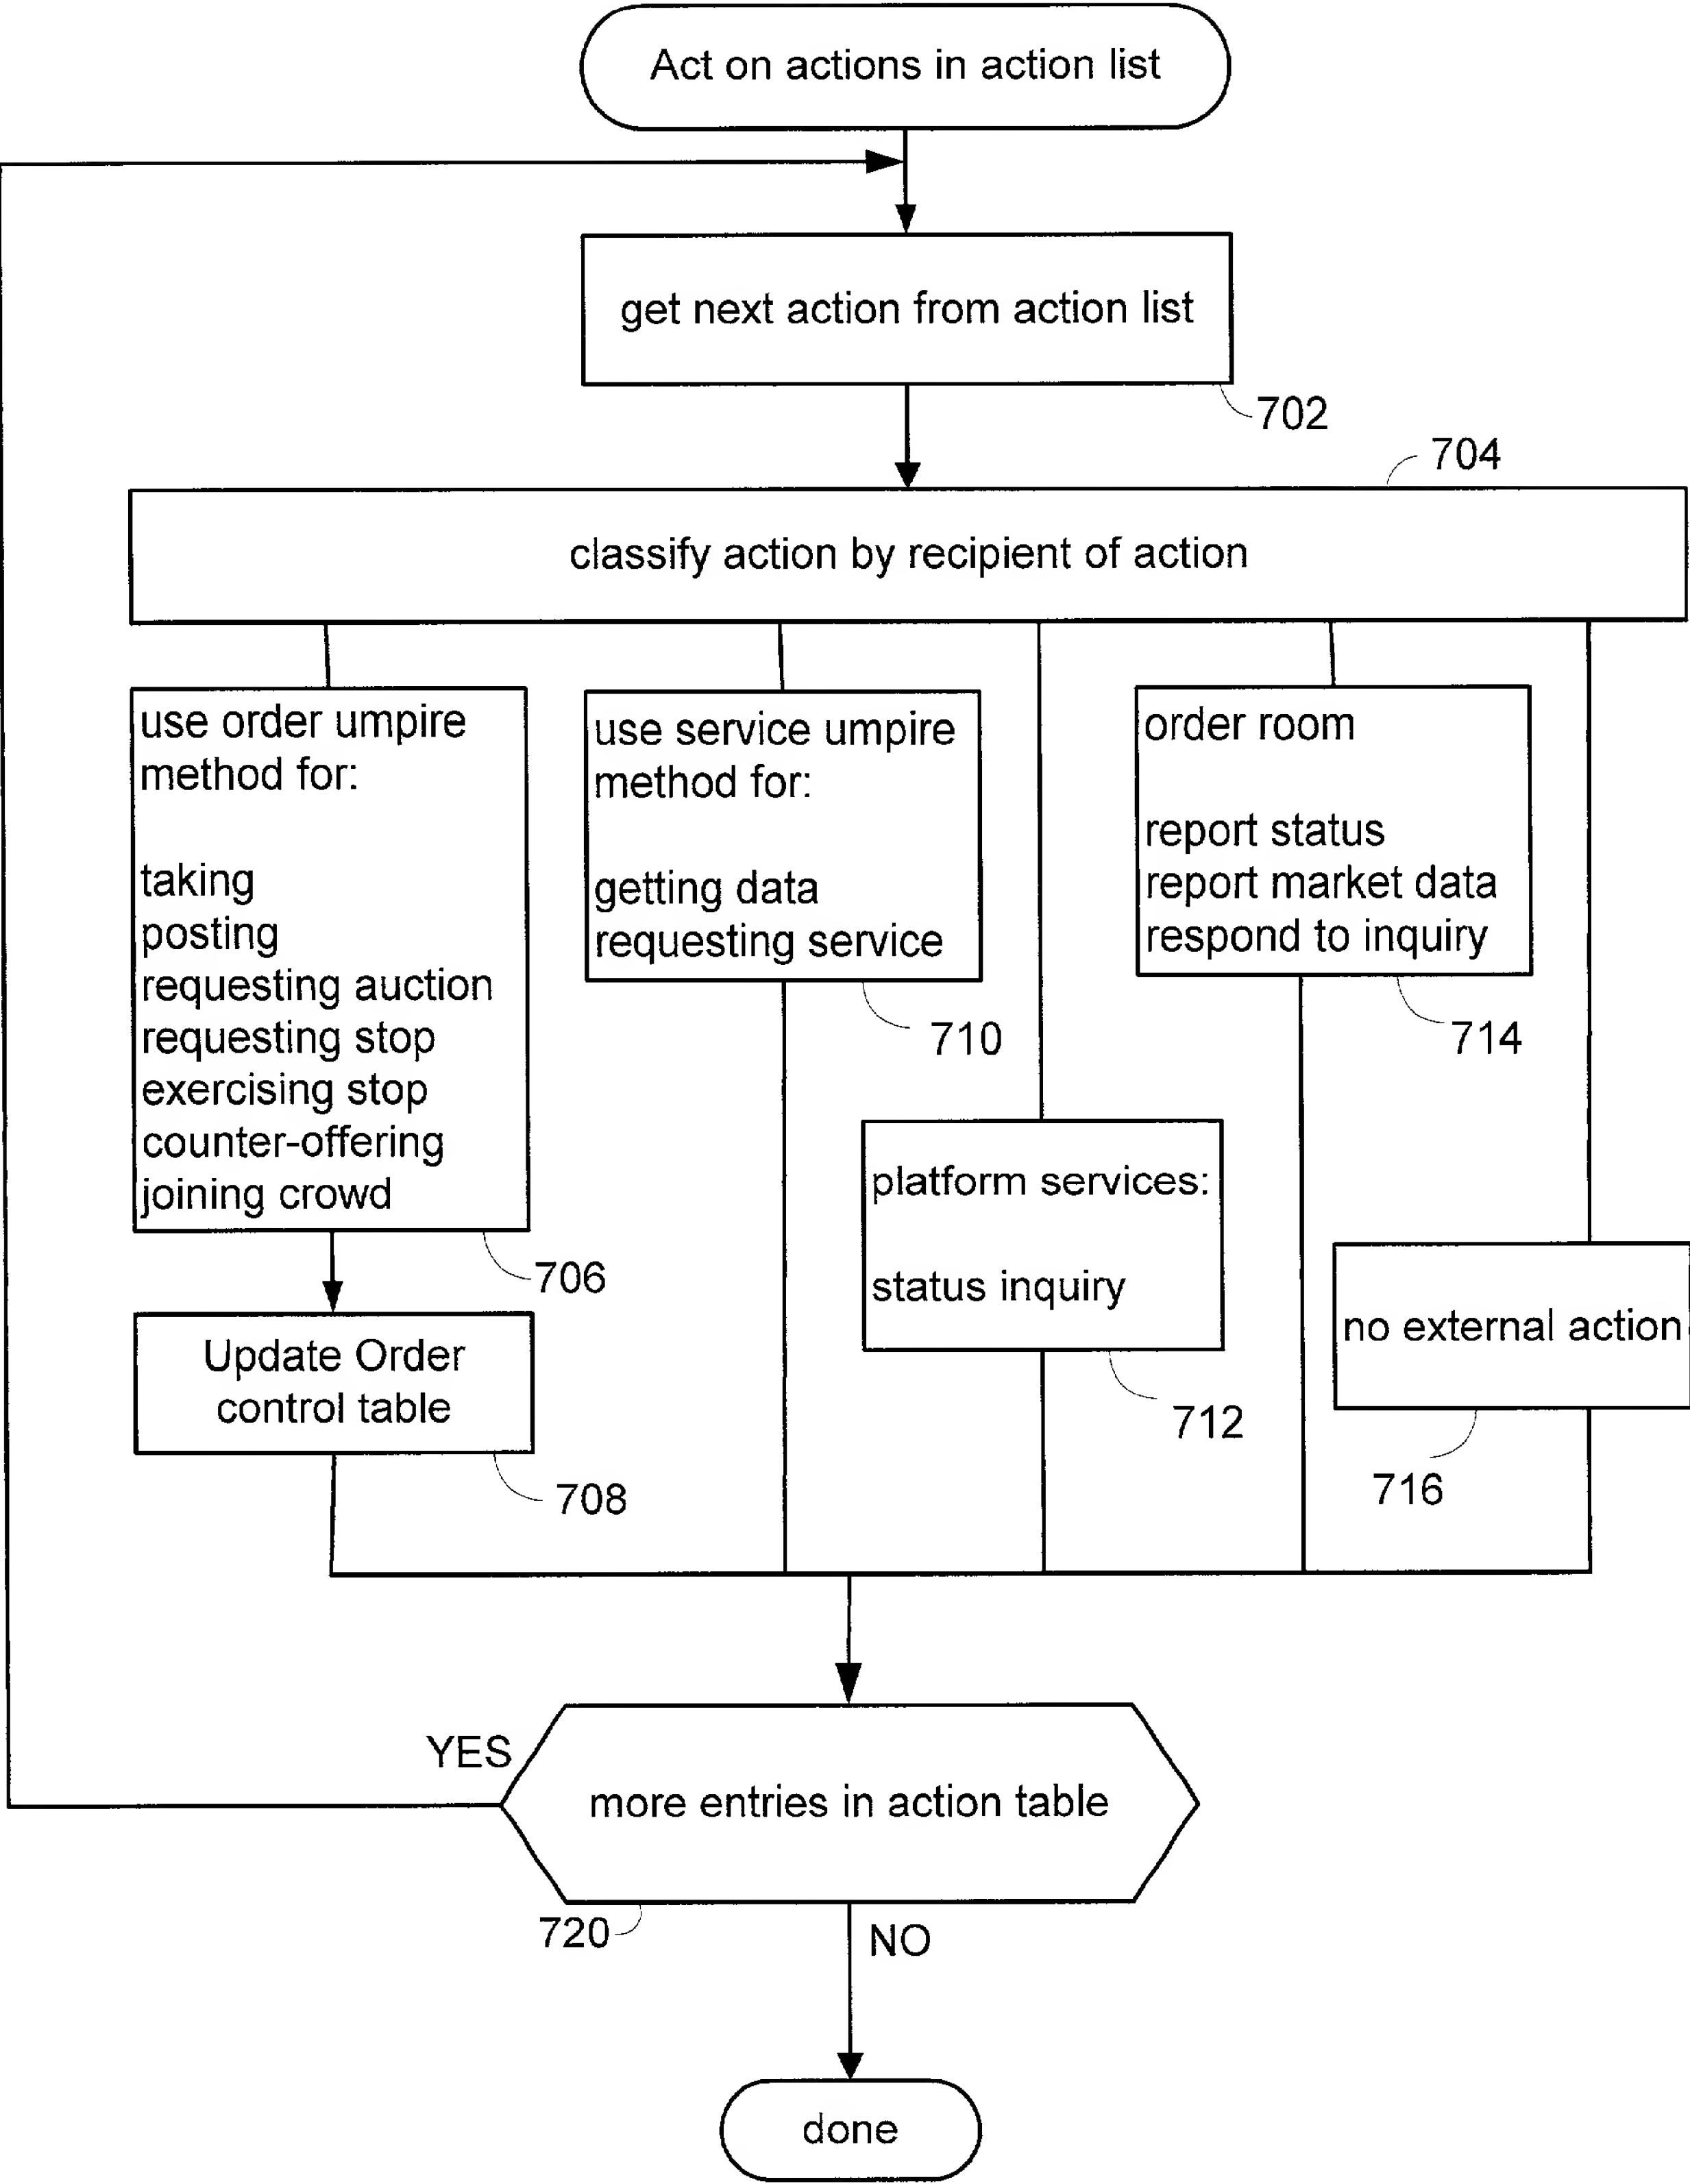 Act on actions in action list
get next action from action list
702
704
classify action by recipient of action
use order umpire
method for:
taking
posting
requesting auction
requesting stop
exercising stop
counter-offering
joining crowd
706
Update Order
control table
708
use service umpire
method for:
getting data
requesting service
710
platform services:
status inquiry
712
order room
report status
report market data
respond to inquiry
714
no external action
716
YES
more entries in action table
720
NO
done